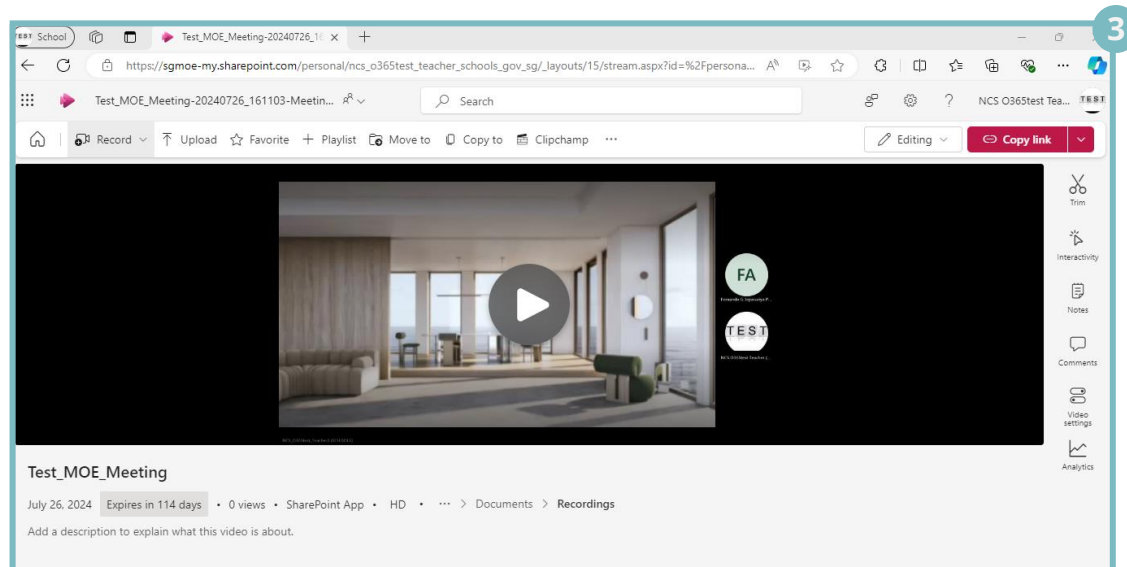 3
TEST School
Test_MOE_Meeting-20240726_16
https://sgmoe-my.sharepoint.com/personal/ncs_o365test_teacher_schools_gov_sg/_layouts/15/stream.aspx?id=%2Fpersona...
Test_MOE_Meeting-20240726_161103-Meetin...
Search
NCS O365test Tea... TEST
Record Upload Favorite Playlist Move to Copy to Clipchamp ... Editing Copy link
Trim
Interactivity
Notes
Comments
Video
settings
Analytics
FA
TEST
Test_MOE_Meeting
July 26, 2024 Expires in 114 days • 0 views • SharePoint App • HD • ... > Documents > Recordings
Add a description to explain what this video is about.